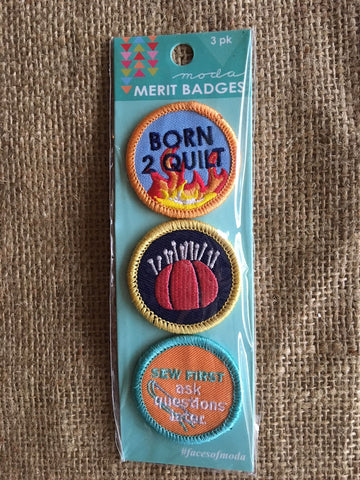 3 pk
moda
MERIT BADGES
BORN
2 QUILT
SEW FIRST
ask
questions
later
#facesofmoda